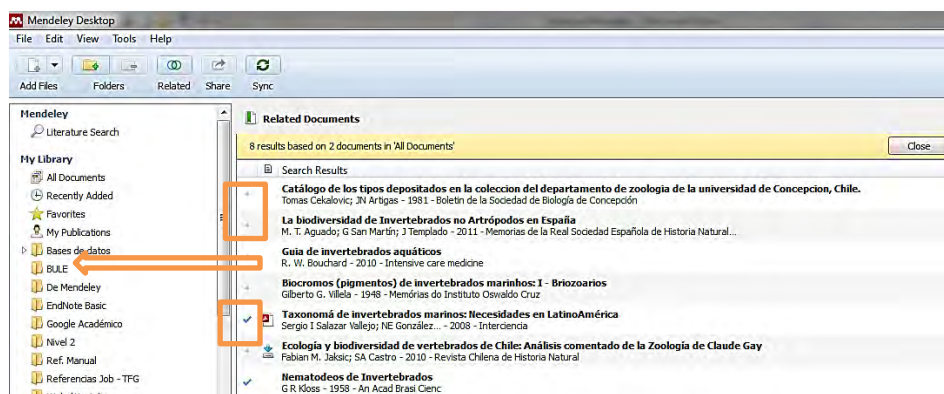 Mendeley Desktop
File Edit View Tools Help
Add Files Folders Related Share Sync
Mendeley
Literature Search
My Library
All Documents
Recently Added
Favorites
My Publications
Bases de datos
BULE
De Mendeley
EndNote Basic
Google Académico
Nivel 2
Ref. Manual
Referencias Job - TFG
Related Documents
8 results based on 2 documents in 'All Documents'
Close
Search Results
Catálogo de los tipos depositados en la coleccion del departamento de zoologia de la universidad de Concepcion, Chile.
Tomas Cekalovic; JN Artigas - 1981 - Boletin de la Sociedad de Biología de Concepción
La biodiversidad de Invertebrados no Artrópodos en España
M. T. Aguado; G San Martín; J Templado - 2011 - Memorias de la Real Sociedad Española de Historia Natural...
Guia de invertebrados aquáticos
R. W. Bouchard - 2010 - Intensive care medicine
Biocromos (pigmentos) de invertebrados marinhos: I - Briozoarios
Gilberto G. Villela - 1948 - Memórias do Instituto Oswaldo Cruz
Taxonomá de invertebrados marinos: Necesidades en LatinoAmérica
Sergio I Salazar Vallejo; NE González... - 2008 - Interciencia
Ecología y biodiversidad de vertebrados de Chile: Análisis comentado de la Zoología de Claude Gay
Fabian M. Jaksic; SA Castro - 2010 - Revista Chilena de Historia Natural
Nematodeos de Invertebrados
G R Kloss - 1958 - An Acad Brasi Cienc